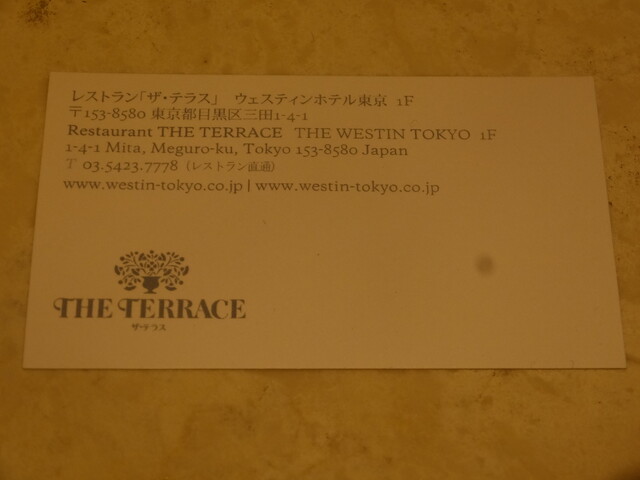 レストラン「ザ・テラス」 ウェスティンホテル東京 1F
〒153-8580 東京都目黒区三田1-4-1
Restaurant THE TERRACE THE WESTIN TOKYO 1F
1-4-1 Mita, Meguro-ku, Tokyo 153-8580 Japan
T 03.5423.7778 (レストラン直通)
www.westin-tokyo.co.jp | www.westin-tokyo.co.jp
THE TERRACE
ザ・テラス